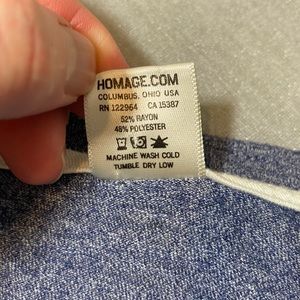 HOMAGE.COM
COLUMBUS, OHIO USA
RN 122964 CA 15387
52% RAYON
48% POLYESTER
MACHINE WASH COLD
TUMBLE DRY LOW